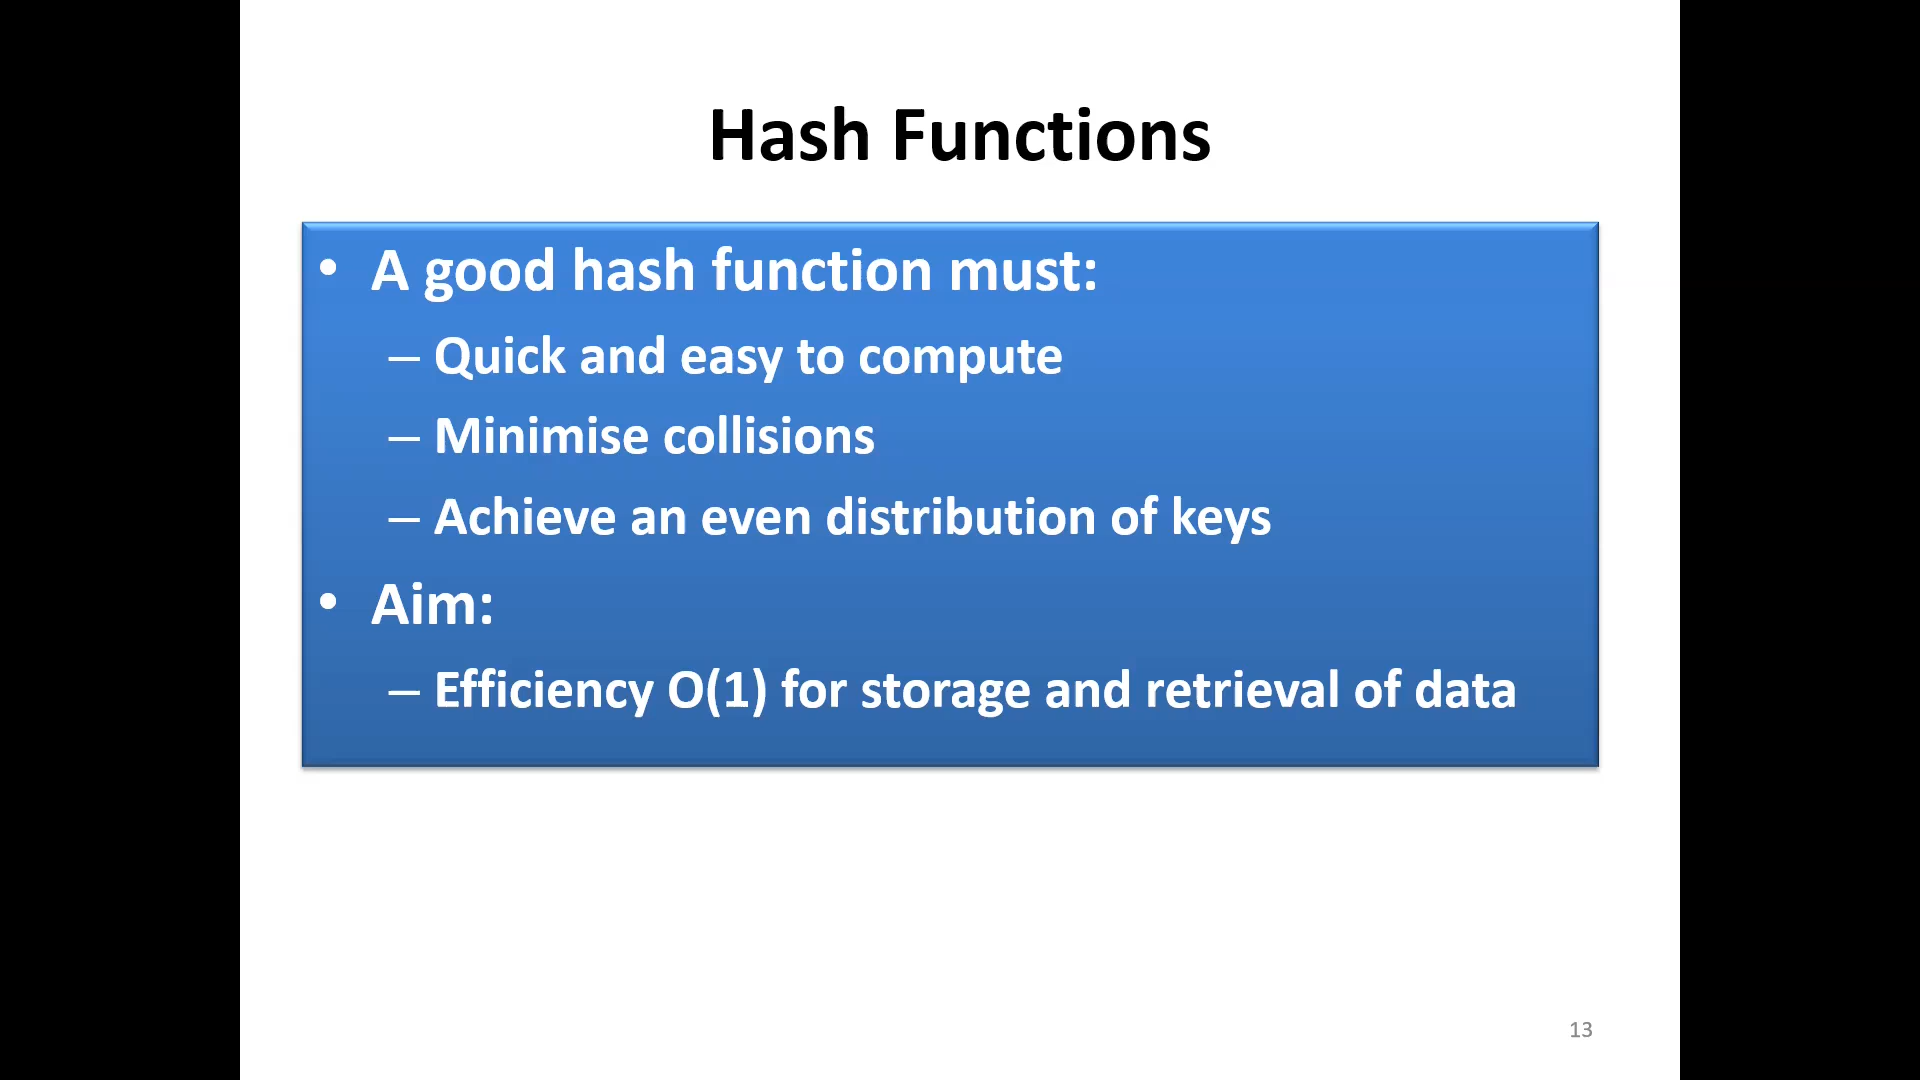 Hash Functions
• A good hash function must:
– Quick and easy to compute
– Minimise collisions
– Achieve an even distribution of keys
• Aim:
– Efficiency O(1) for storage and retrieval of data
13